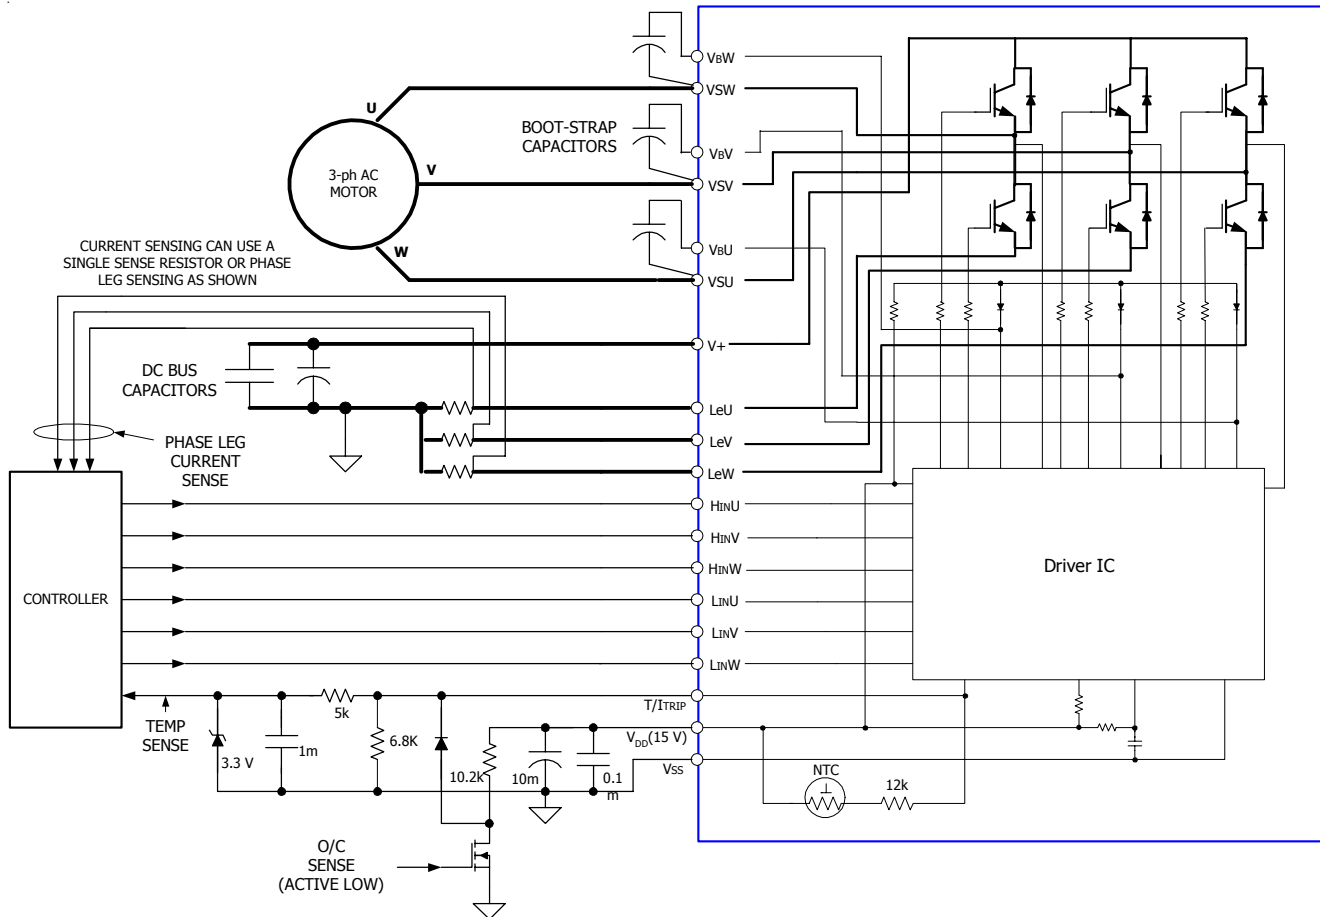 VBW
VSW
U
BOOT-STRAP
CAPACITORS
VBV
3-ph AC
MOTOR
V
VSV
W
VBU
CURRENT SENSING CAN USE A
SINGLE SENSE RESISTOR OR PHASE
LEG SENSING AS SHOWN
VSU
V+
DC BUS
CAPACITORS
LeU
LeV
PHASE LEG
CURRENT
SENSE
LeW
HINU
HINV
HINW
Driver IC
CONTROLLER
LINU
LINV
LINW
T/ITRIP
5k
TEMP
SENSE
6.8K
VDD(15 V)
1m
3.3 V
VSS
10.2k
10m
0.1
m
NTC
12k
O/C
SENSE
(ACTIVE LOW)